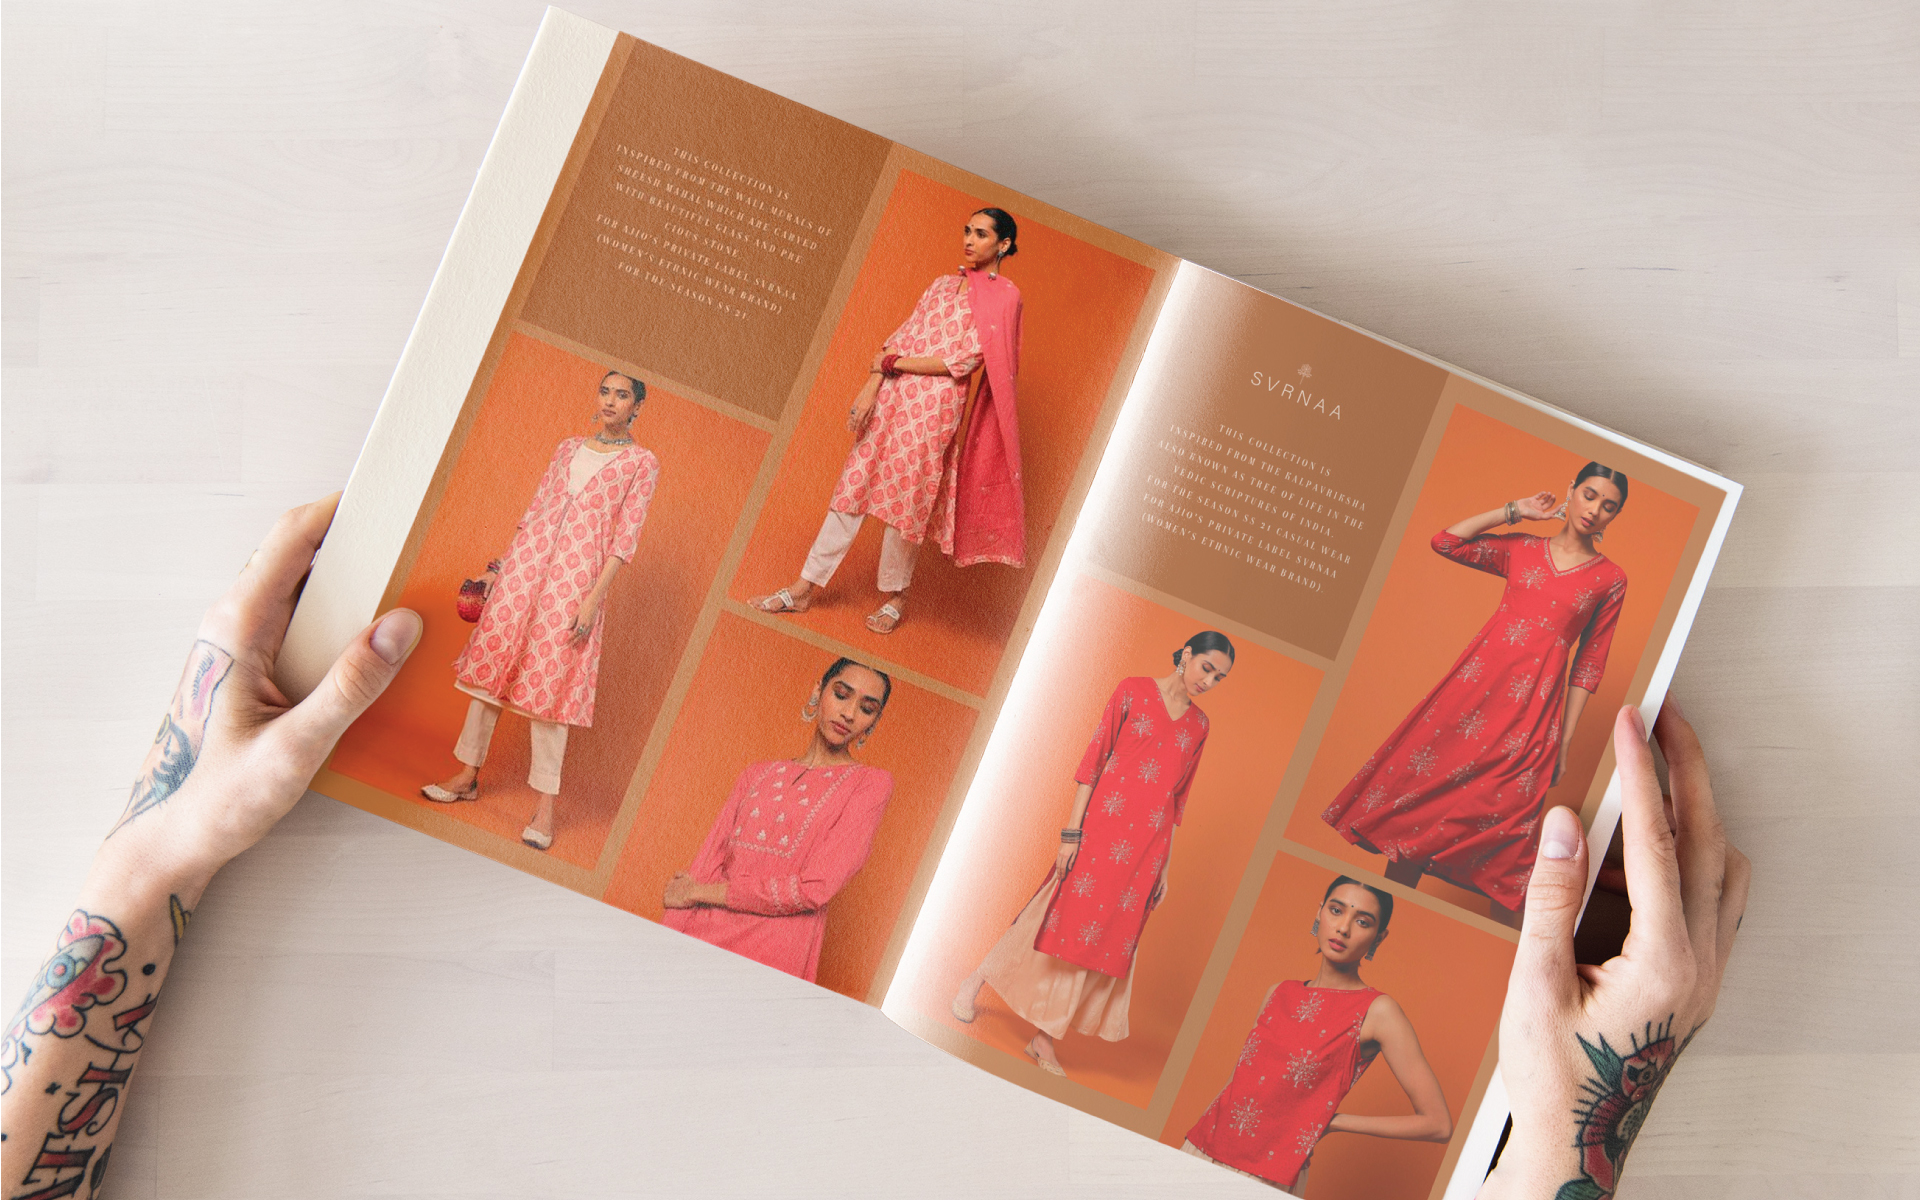 THIS COLLECTION IS
INSPIRED FROM THE WALL MURALS OF
SHEESH MAHAL WHICH ARE CARVED
WITH BEAUTIFUL GLASS AND PRE
CIOUS STONE.
FOR AJIO'S PRIVATE LABEL SVRNAA
(WOMEN'S ETHNIC WEAR BRAND)
FOR THE SEASON SS 21
SVRNAA
THIS COLLECTION IS
INSPIRED FROM THE KALPAVRIKSHA
ALSO KNOWN AS TREE OF LIFE IN THE
VEDIC SCRIPTURES OF INDIA.
FOR THE SEASON SS 21 CASUAL WEAR
FOR AJIO'S PRIVATE LABEL SVRNAA
(WOMEN'S ETHNIC WEAR BRAND).